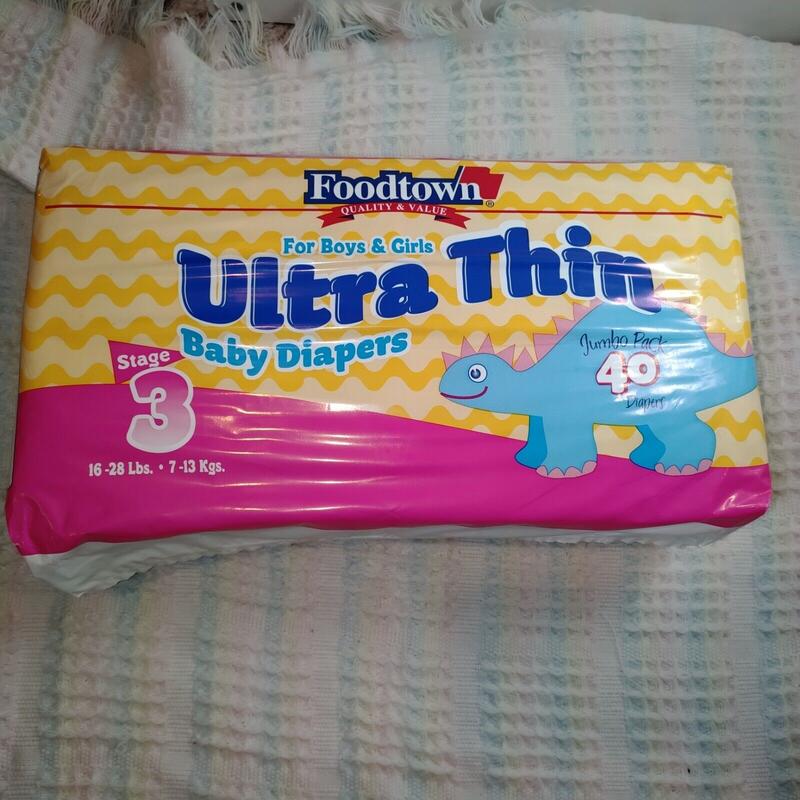 Foodtown®
QUALITY & VALUE
For Boys & Girls
Ultra Thin
Baby Diapers
Stage
3
16-28 Lbs. • 7-13 Kgs.
Jumbo Pack
40
Diapers